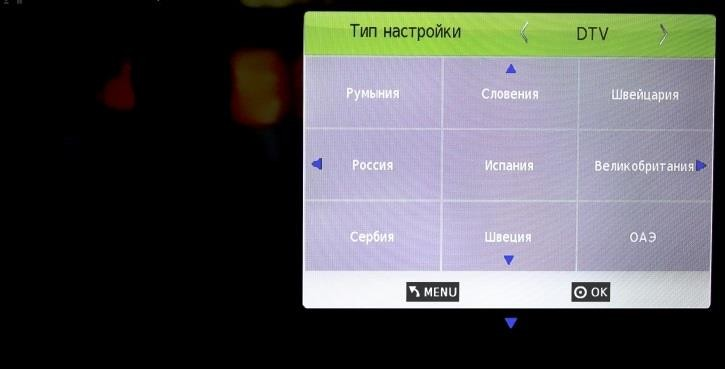 Тип настройки DTV
Румыния Словения Швейцария
Россия Испания Великобритания
Сербия Швеция ОАЭ
MENU OK